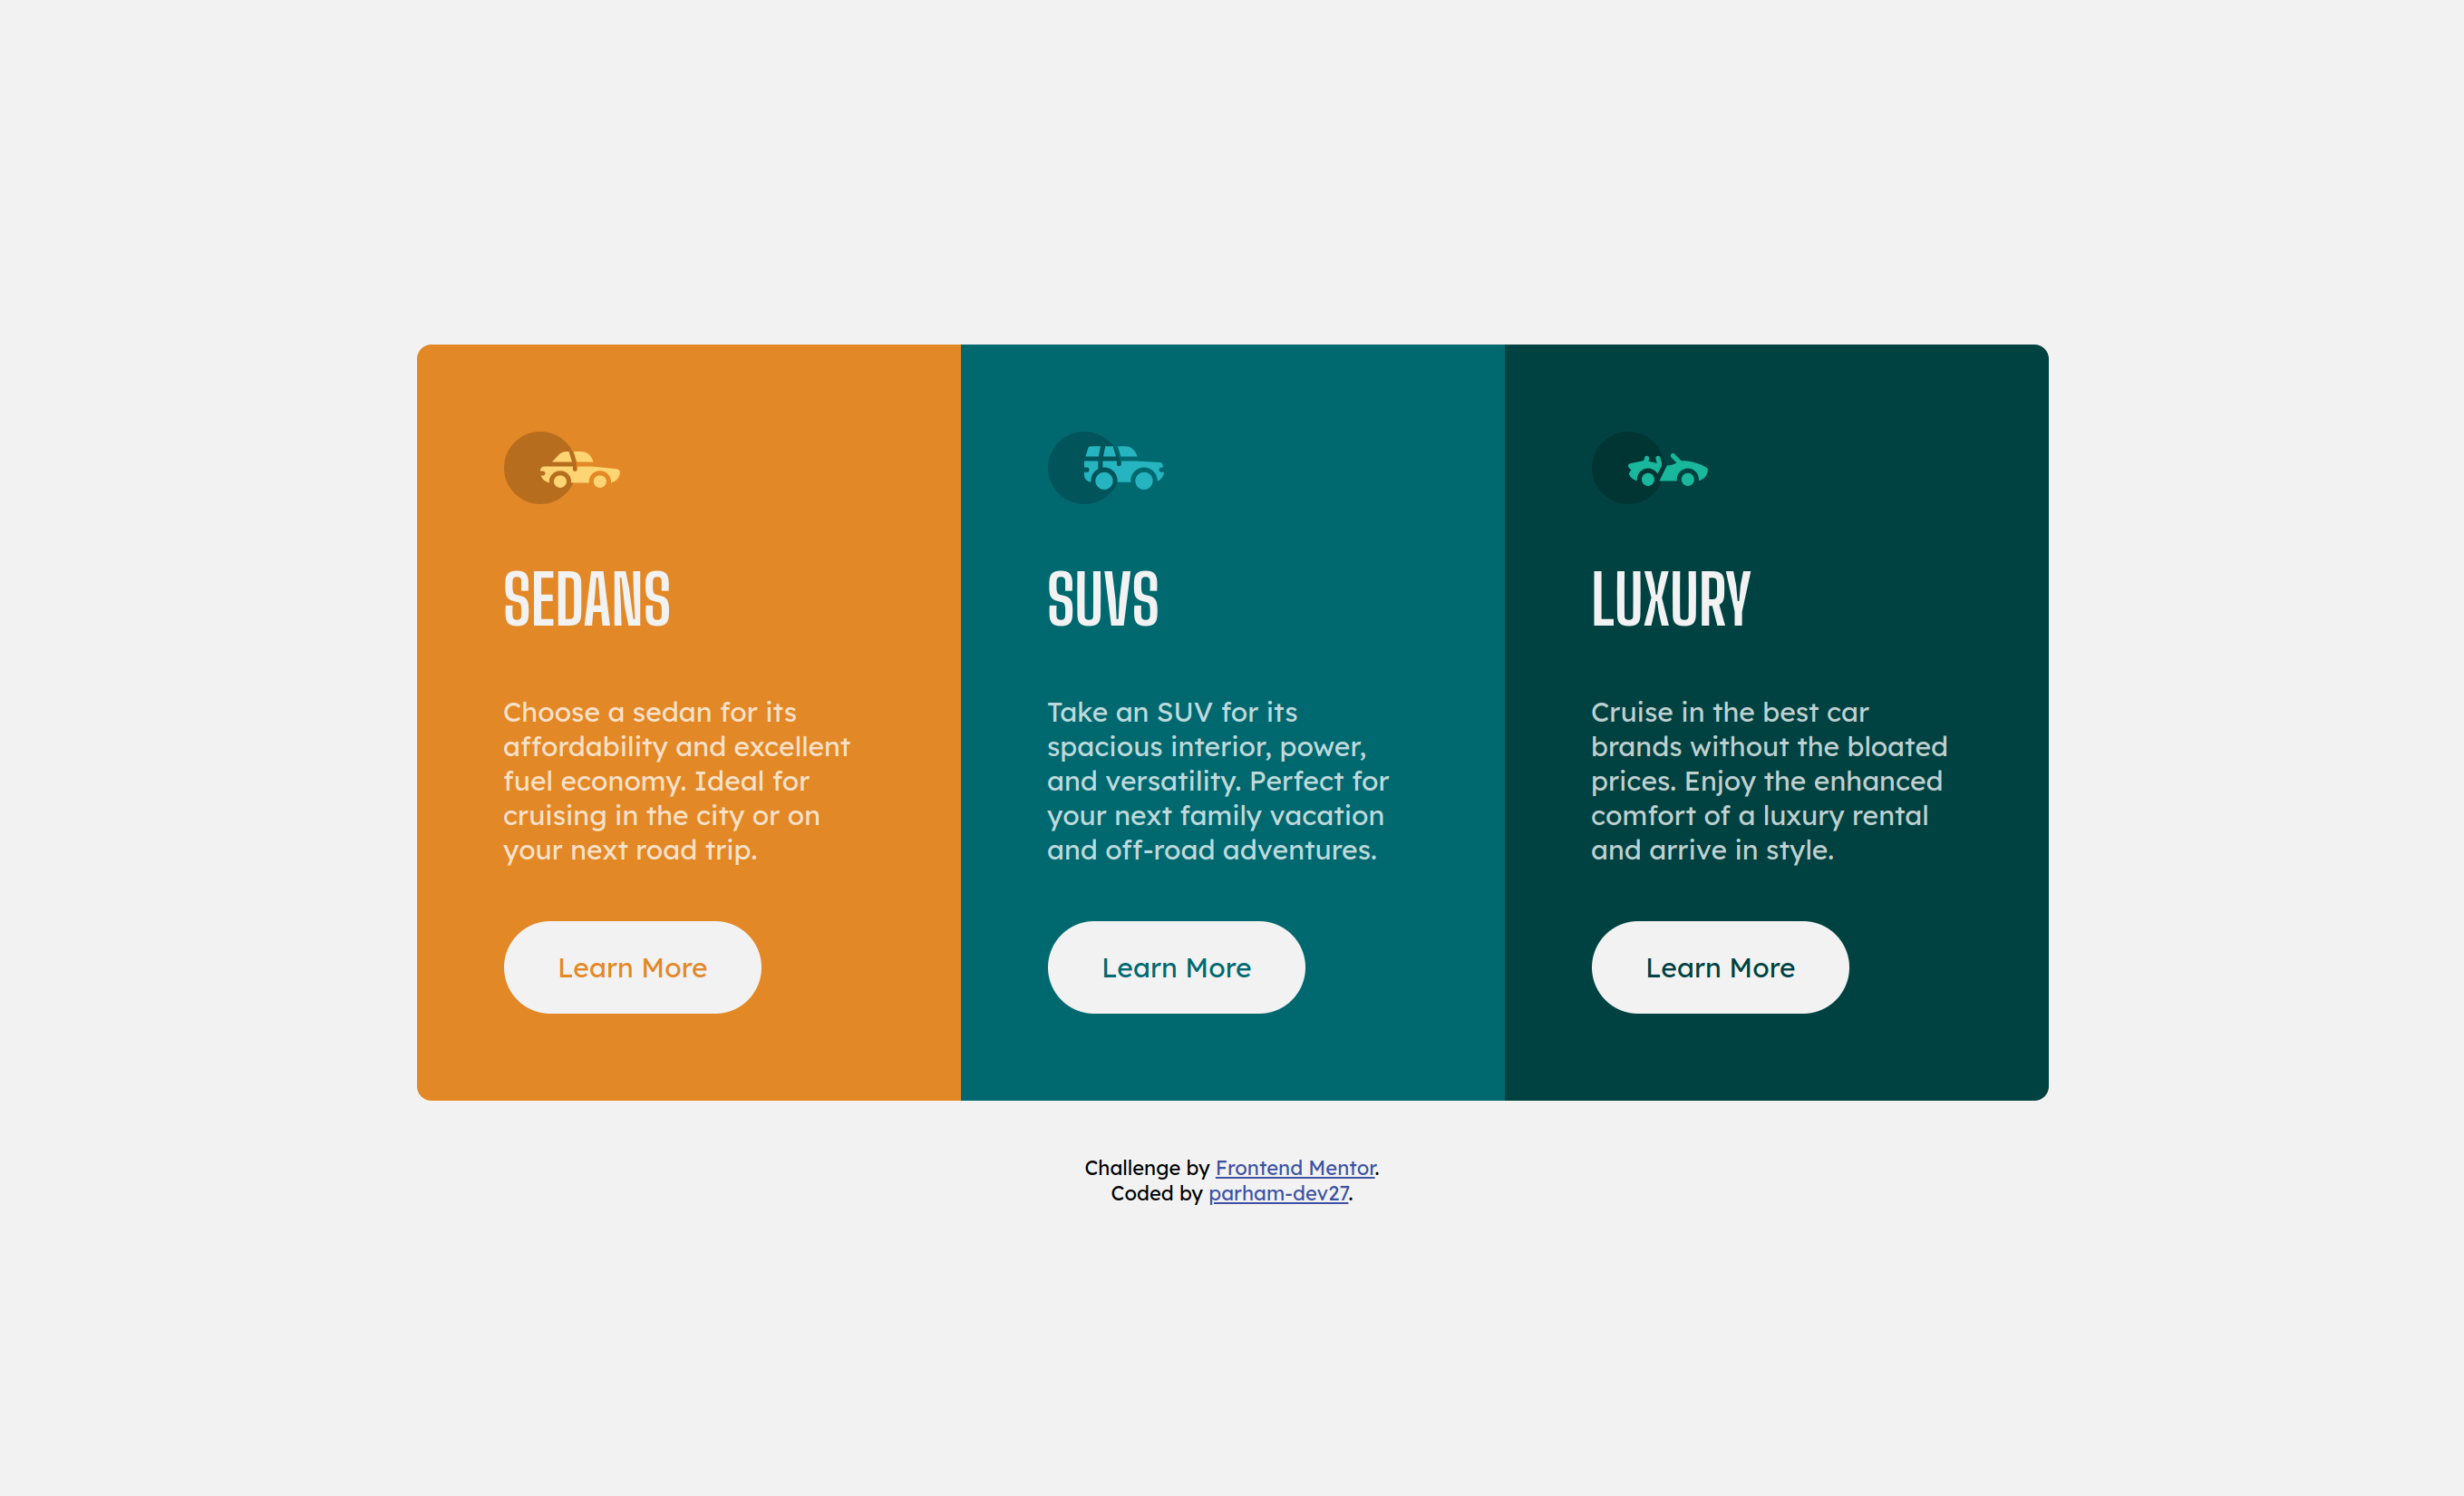 SEDANS
Choose a sedan for its
affordability and excellent
fuel economy. Ideal for
cruising in the city or on
your next road trip.
Learn More
SUVS
Take an SUV for its
spacious interior, power,
and versatility. Perfect for
your next family vacation
and off-road adventures.
Learn More
LUXURY
Cruise in the best car
brands without the bloated
prices. Enjoy the enhanced
comfort of a luxury rental
and arrive in style.
Learn More
Challenge by Frontend Mentor.
Coded by parham-dev27.